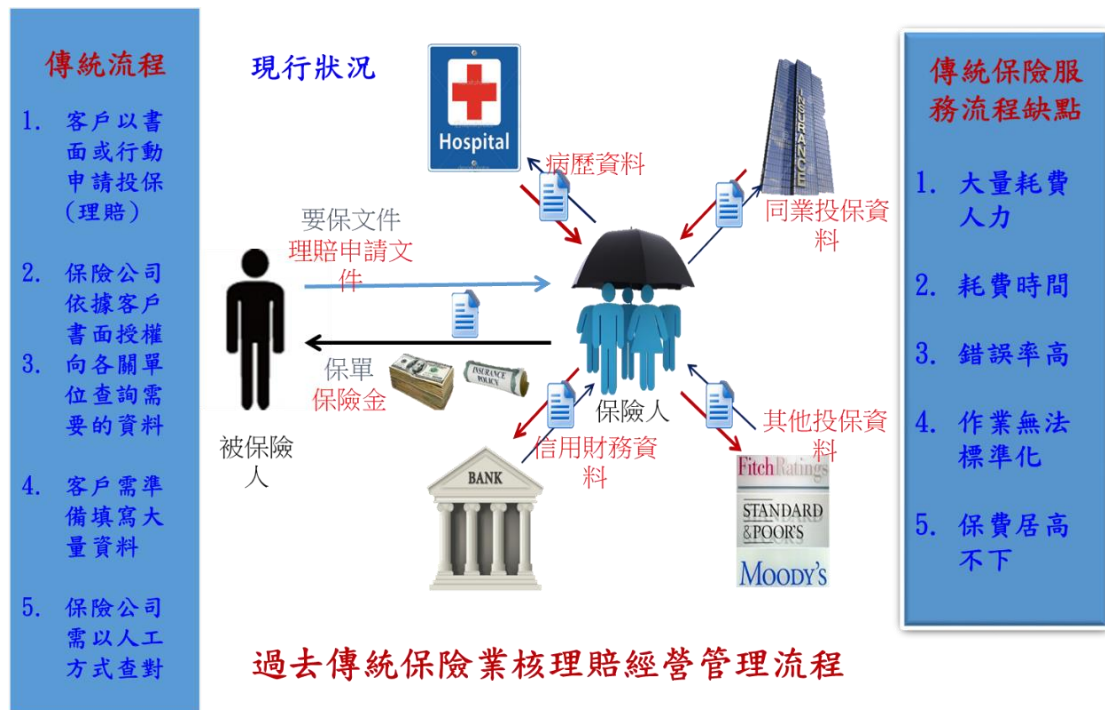 傳統流程
1. 客戶以書
面或行動
申請投保
(理賠)
2. 保險公司
依據客戶
書面授權
3. 向各關單
位查詢需
要的資料
4. 客戶需準
備填寫大
量資料
5. 保險公司
需以人工
方式查對
現行狀況
Hospital
病歷資料
INSURANCE
同業投保資
料
要保文件
理賠申請文
件
保單
保險金
INSURANCE
POLICY
被保險
人
保險人
信用財務資
料
BANK
其他投保資
料
FitchRatings
STANDARD
&POOR'S
MOODY'S
過去傳統保險業核理賠經營管理流程
傳統保險服
務流程缺點
1. 大量耗費
人力
2. 耗費時間
3. 錯誤率高
4. 作業無法
標準化
5. 保費居高
不下